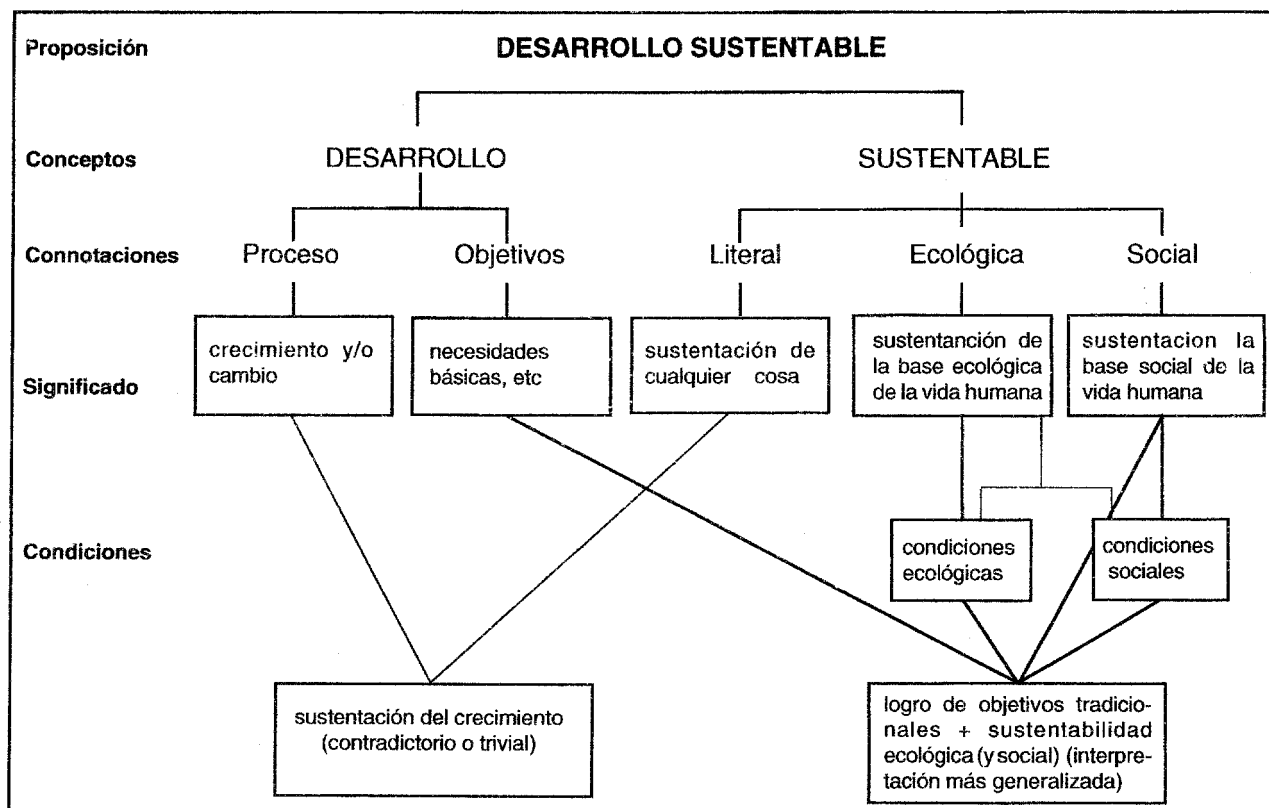 Proposición
DESARROLLO SUSTENTABLE
Conceptos
DESARROLLO
SUSTENTABLE
Connotaciones
Proceso
Objetivos
Literal
Ecológica
Social
Significado
crecimiento y/o
cambio
necesidades
básicas, etc
sustentación de
cualquier cosa
sustentanción de
la base ecológica
de la vida humana
sustentacion la
base social de la
vida humana
Condiciones
condiciones
ecológicas
condiciones
sociales
sustentación del crecimiento
(contradictorio o trivial)
logro de objetivos tradicio-
nales + sustentabilidad
ecológica (y social) (interpre-
tación más generalizada)